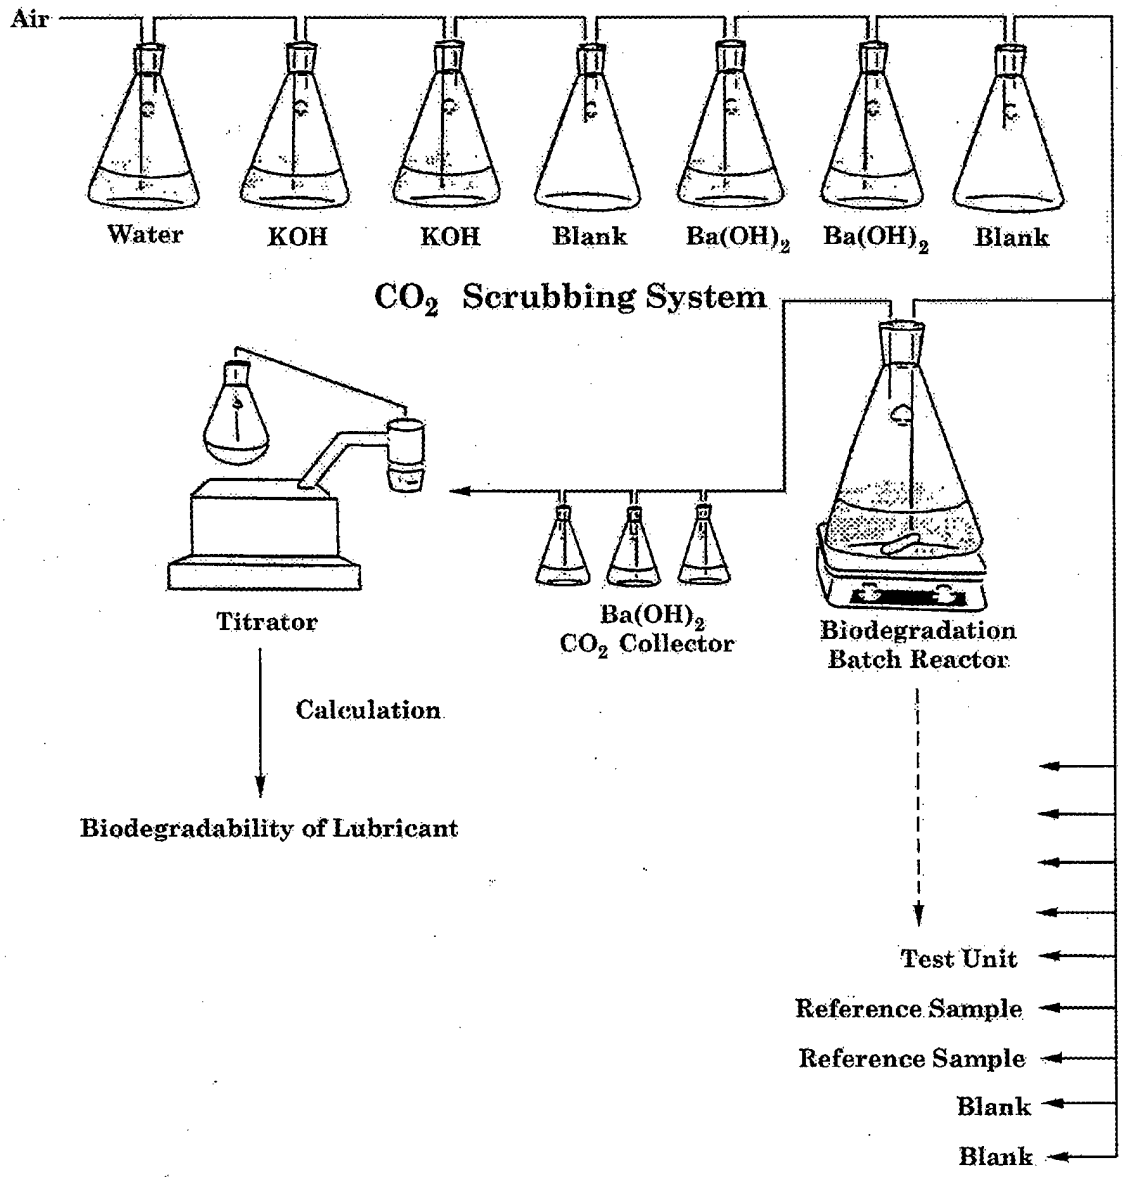 Air
Water KOH KOH Blank Ba(OH)₂ Ba(OH)₂ Blank
CO₂ Scrubbing System
Titrator
Ba(OH)₂
CO₂ Collector
Biodegradation
Batch Reactor
Calculation
Biodegradability of Lubricant
Test Unit
Reference Sample
Reference Sample
Blank
Blank